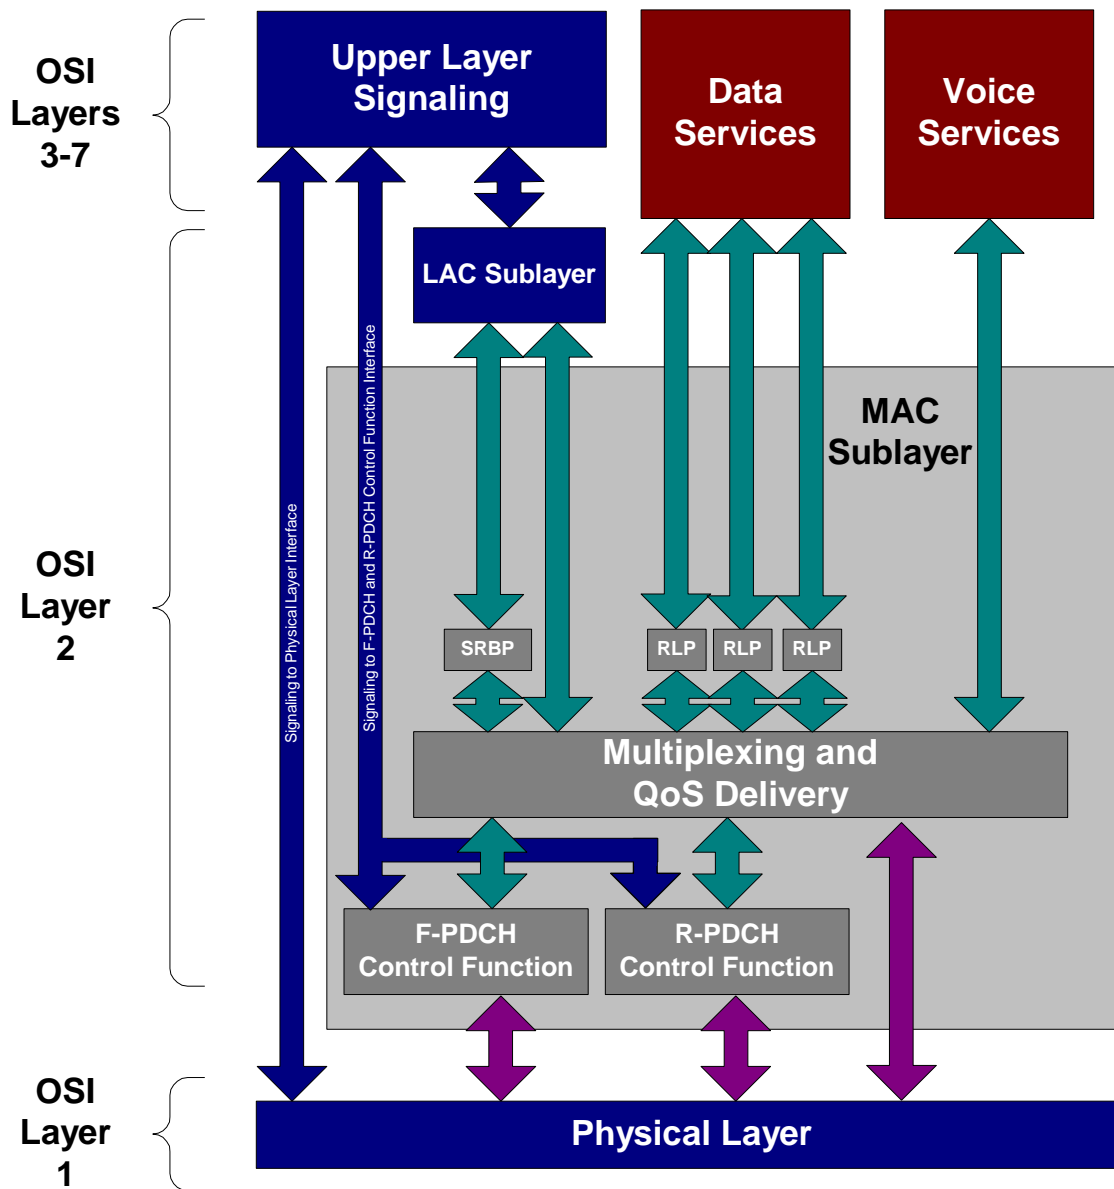 OSI
Layers
3-7
Upper Layer
Signaling
Data
Services
Voice
Services
LAC Sublayer
MAC
Sublayer
Signaling to Physical Layer Interface
Signaling to F-PDCH and R-PDCH Control Function Interface
OSI
Layer
2
SRBP
RLP
RLP
RLP
Multiplexing and
QoS Delivery
F-PDCH
Control Function
R-PDCH
Control Function
OSI
Layer
1
Physical Layer